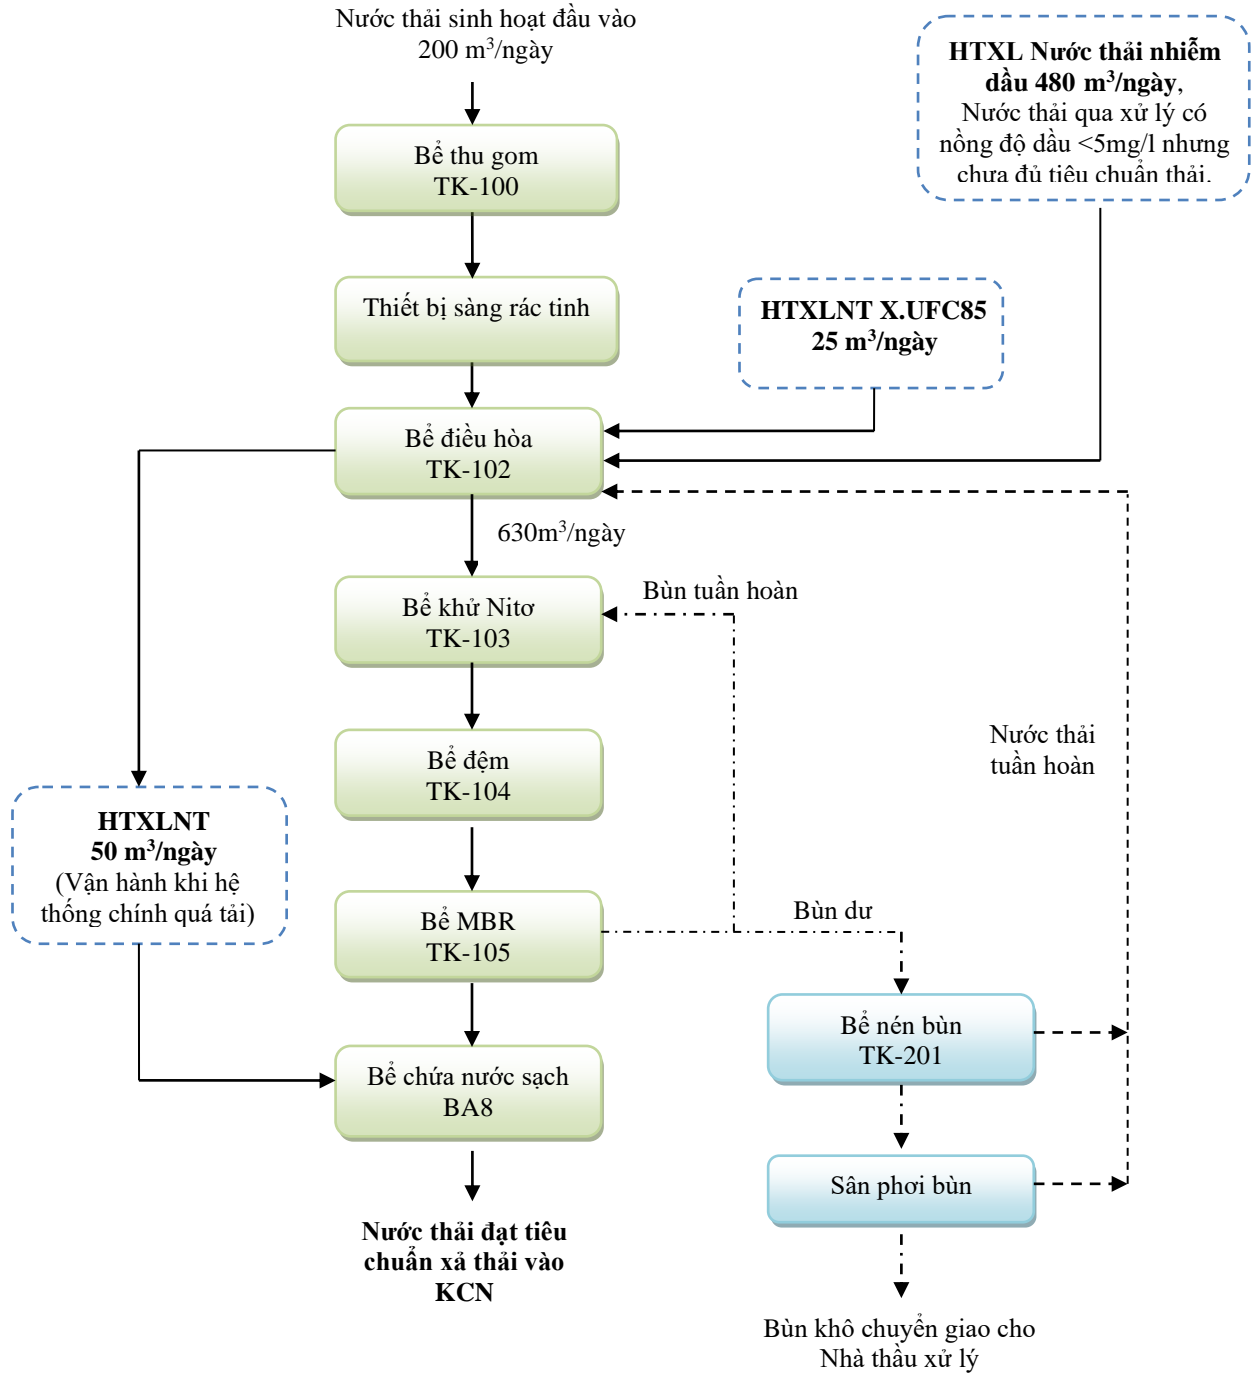 Nước thải sinh hoạt đầu vào
200 m³/ngày
HTXL Nước thải nhiễm
dầu 480 m³/ngày,
Nước thải qua xử lý có
nồng độ dầu <5mg/l nhưng
chưa đủ tiêu chuẩn thải.
Bể thu gom
TK-100
Thiết bị sàng rác tinh
HTXLNT X.UFC85
25 m³/ngày
Bể điều hòa
TK-102
630m³/ngày
Bể khử Nitơ
TK-103
Bùn tuần hoàn
Bể đệm
TK-104
Nước thải
tuần hoàn
HTXLNT
50 m³/ngày
(Vận hành khi hệ
thống chính quá tải)
Bể MBR
TK-105
Bùn dư
Bể nén bùn
TK-201
Bể chứa nước sạch
BA8
Sân phơi bùn
Nước thải đạt tiêu
chuẩn xả thải vào
KCN
Bùn khô chuyển giao cho
Nhà thầu xử lý